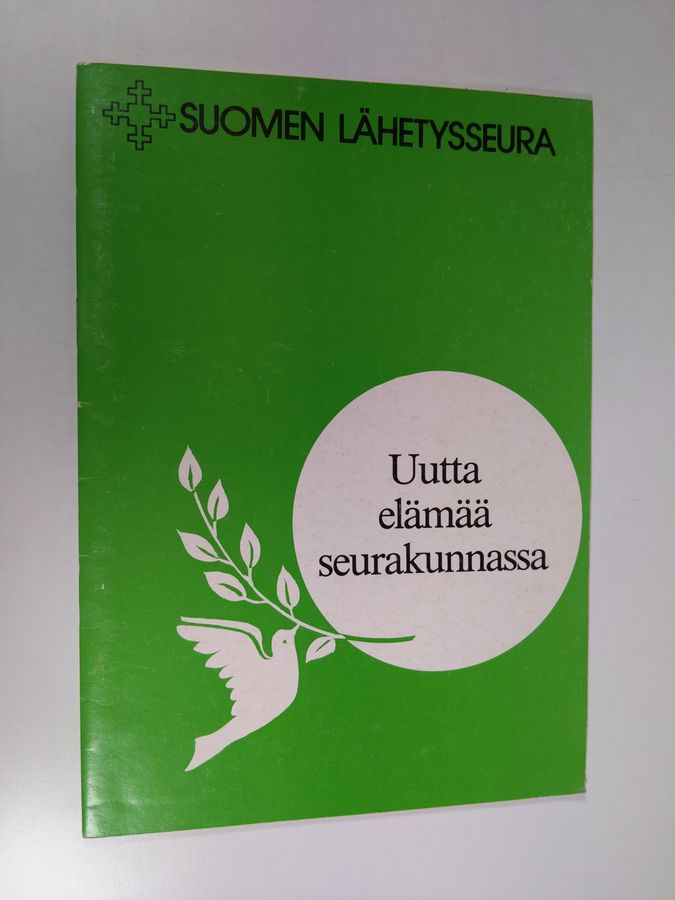 SUOMEN LÄHETYSSEURA
Uutta
elämää
seurakunnassa